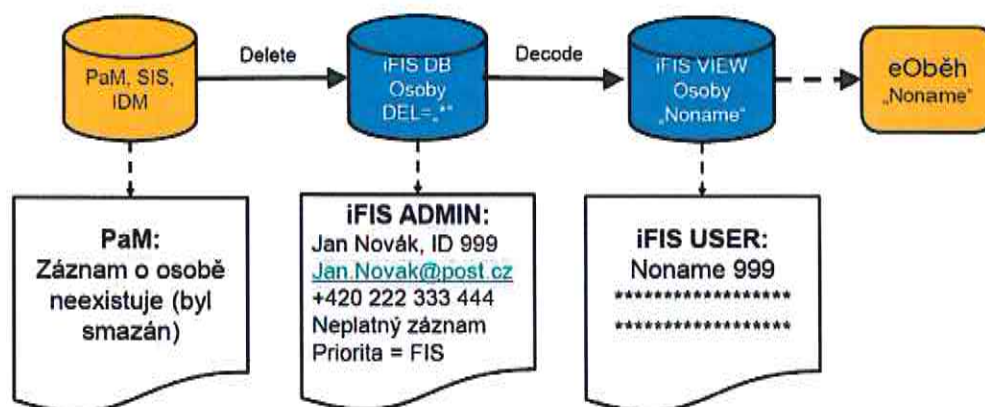 PaM, SIS,
IDM
Delete
iFIS DB
Osoby
DEL=„*“
Decode
iFIS VIEW
Osoby
„Noname“
eOběh
„Noname“
PaM:
Záznam o osobě
neexistuje (byl
smazán)
iFIS ADMIN:
Jan Novák, ID 999
Jan.Novak@post.cz
+420 222 333 444
Neplatný záznam
Priorita = FIS
iFIS USER:
Noname 999
******************
******************